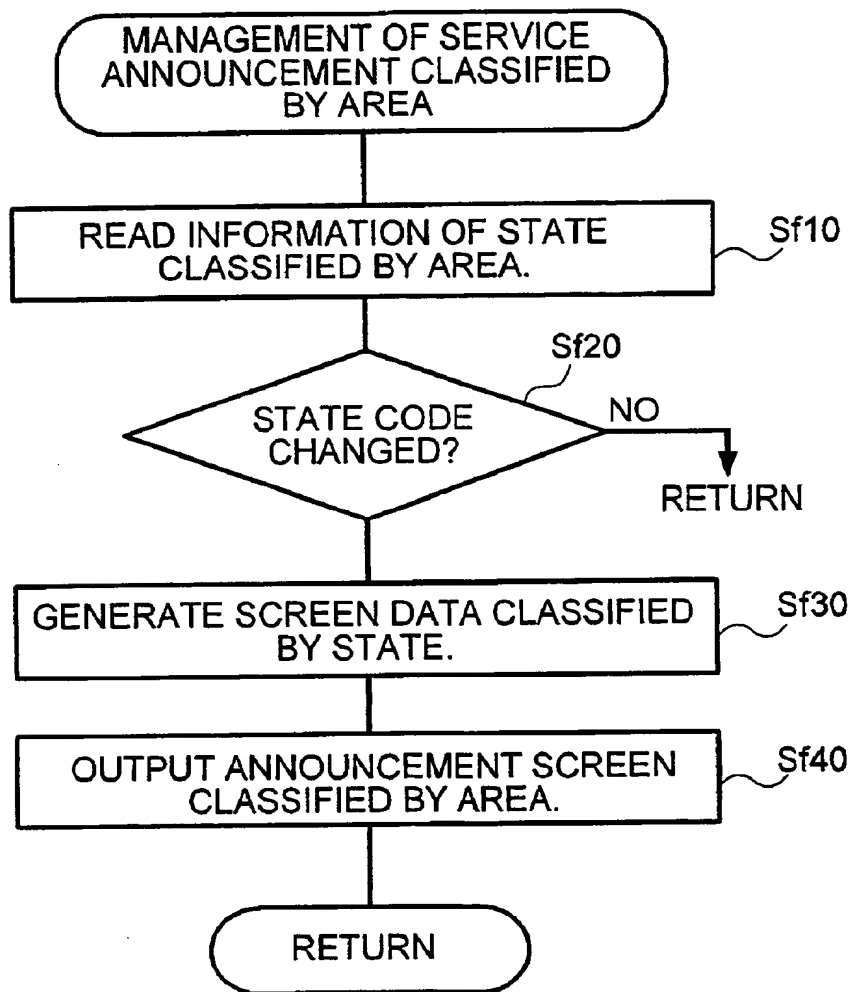 MANAGEMENT OF SERVICE
ANNOUNCEMENT CLASSIFIED
BY AREA
READ INFORMATION OF STATE
CLASSIFIED BY AREA.
Sf10
Sf20
STATE CODE
CHANGED?
NO
RETURN
GENERATE SCREEN DATA CLASSIFIED
BY STATE.
Sf30
OUTPUT ANNOUNCEMENT SCREEN
CLASSIFIED BY AREA.
Sf40
RETURN